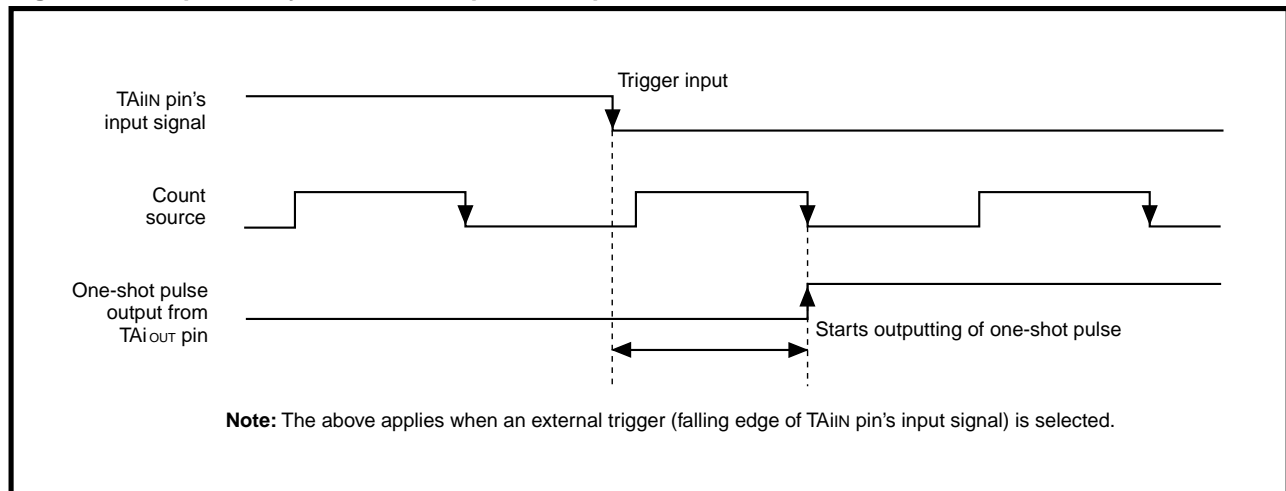 Trigger input
TAiIN pin's
input signal
Count
source
One-shot pulse
output from
TAiOUT pin
Starts outputting of one-shot pulse
Note: The above applies when an external trigger (falling edge of TAiIN pin's input signal) is selected.